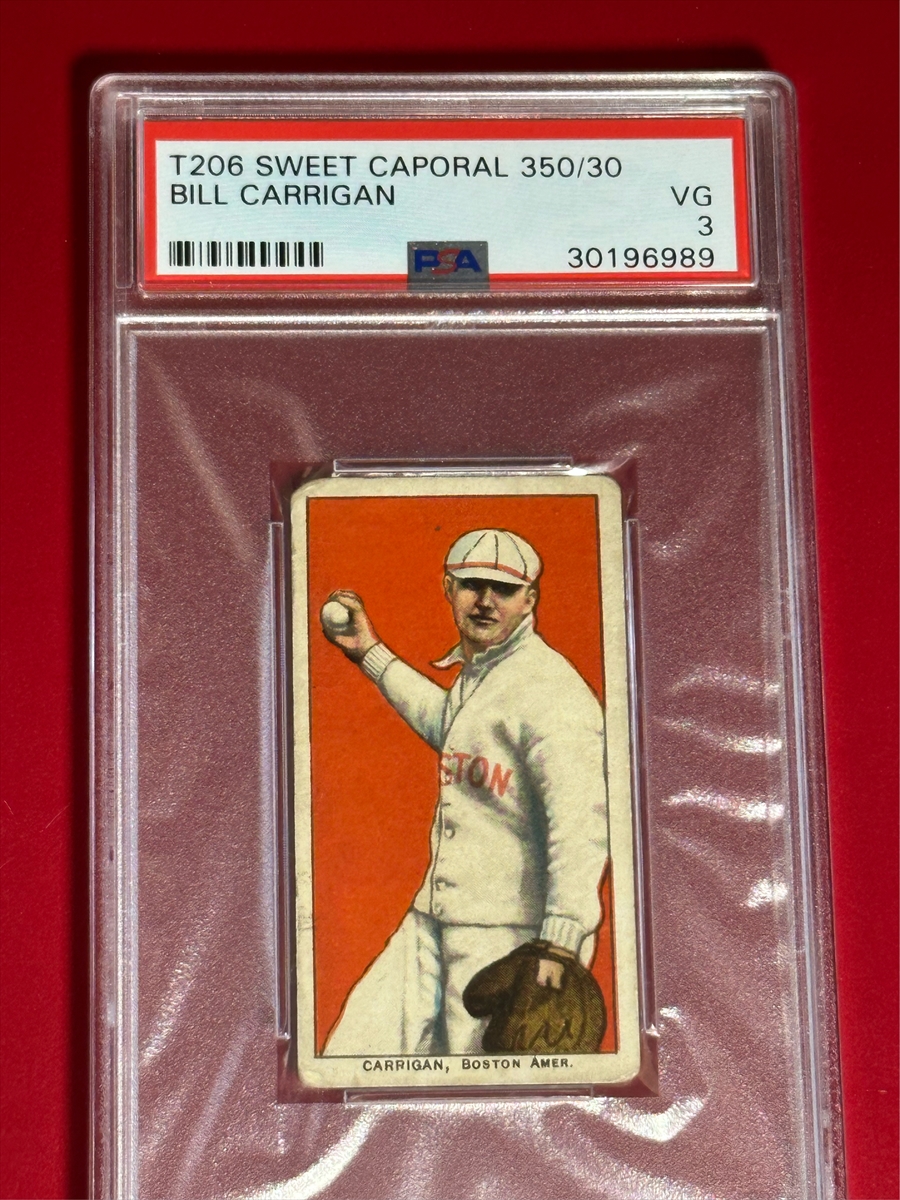 T206 SWEET CAPORAL 350/30
BILL CARRIGAN VG
3
PSA 30196989
STON
CARRIGAN, BOSTON AMER.